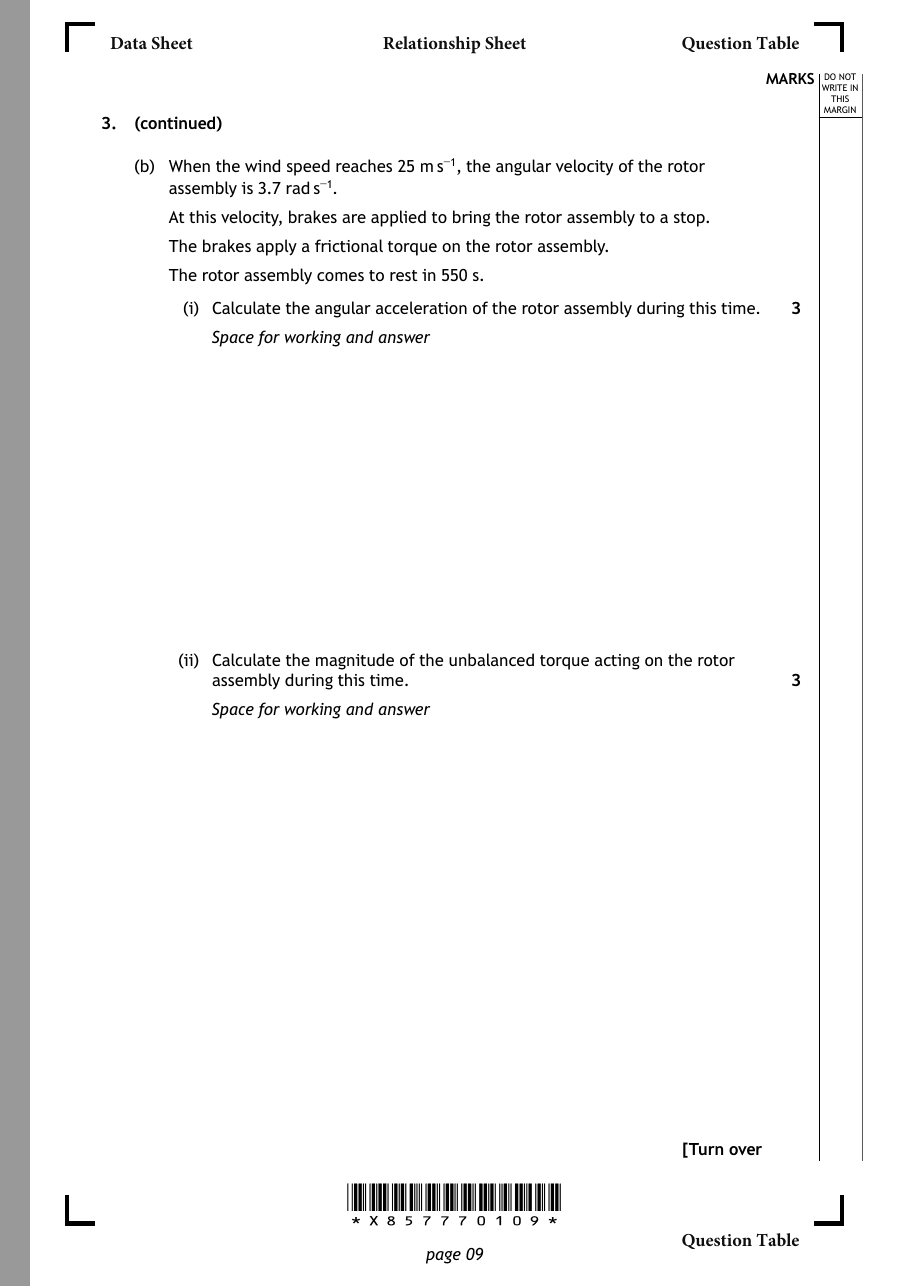 Data Sheet Relationship Sheet Question Table
MARKS
DO NOT
WRITE IN
THIS
MARGIN
3. (continued)
(b) When the wind speed reaches 25 m s⁻¹, the angular velocity of the rotor
assembly is 3.7 rad s⁻¹.
At this velocity, brakes are applied to bring the rotor assembly to a stop.
The brakes apply a frictional torque on the rotor assembly.
The rotor assembly comes to rest in 550 s.
(i) Calculate the angular acceleration of the rotor assembly during this time. 3
Space for working and answer
(ii) Calculate the magnitude of the unbalanced torque acting on the rotor
assembly during this time. 3
Space for working and answer
[Turn over
* X 8 5 7 7 7 0 1 0 9 *
Question Table
page 09